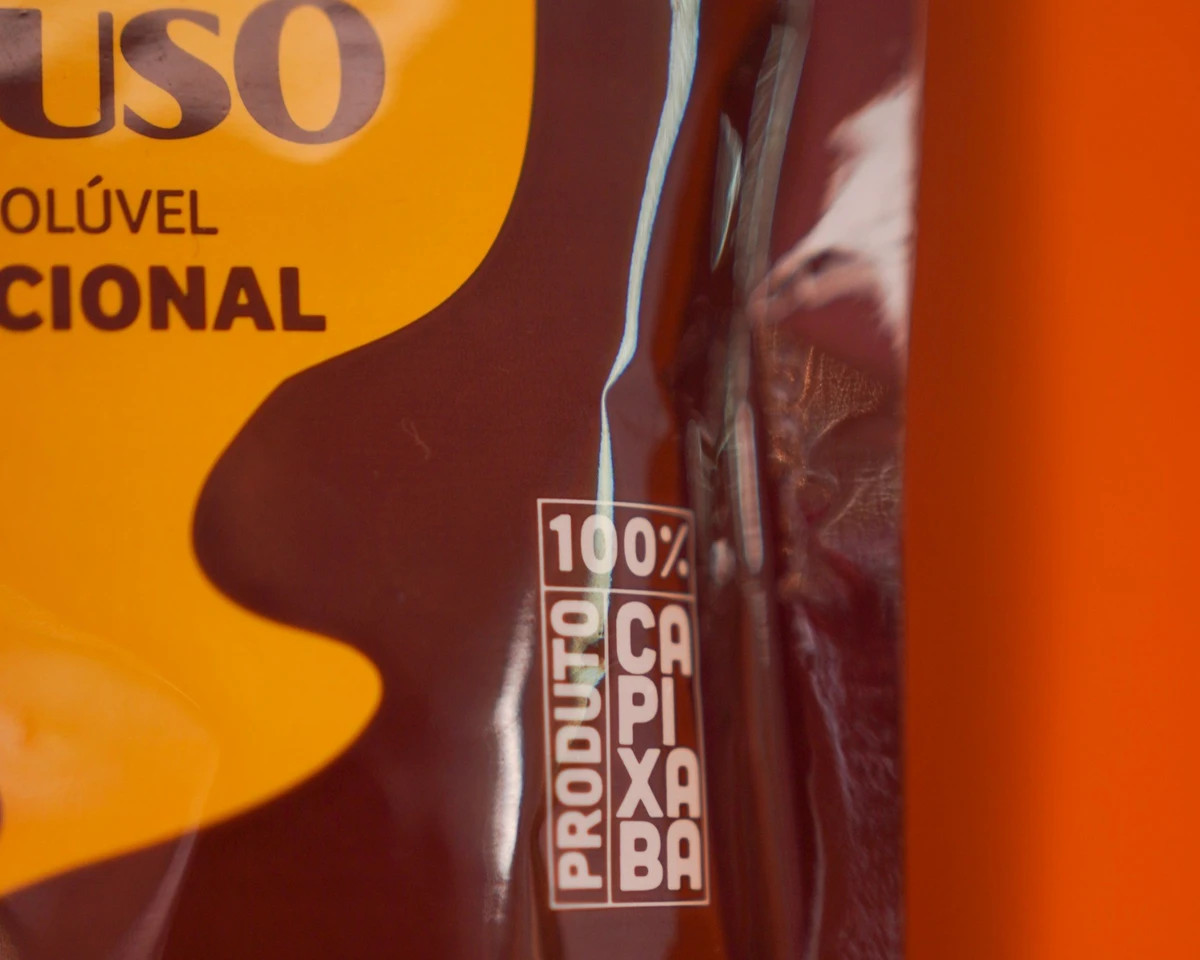 USO
OLÚVEL
CIONAL
100%
PRODUTO
CA
PI
XA
BA